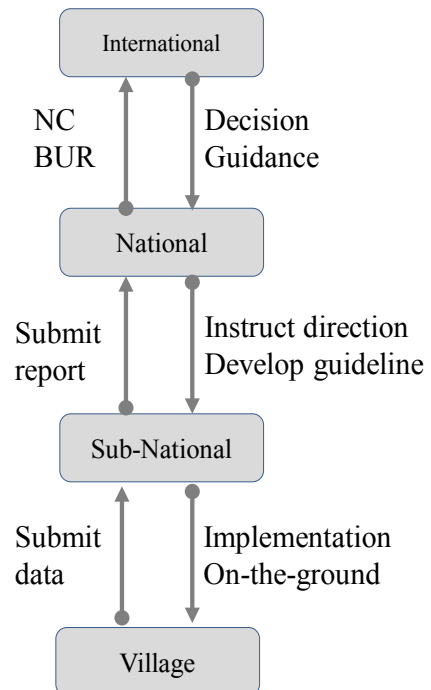 International
NC
BUR
Decision
Guidance
National
Submit
report
Instruct direction
Develop guideline
Sub-National
Submit
data
Implementation
On-the-ground
Village